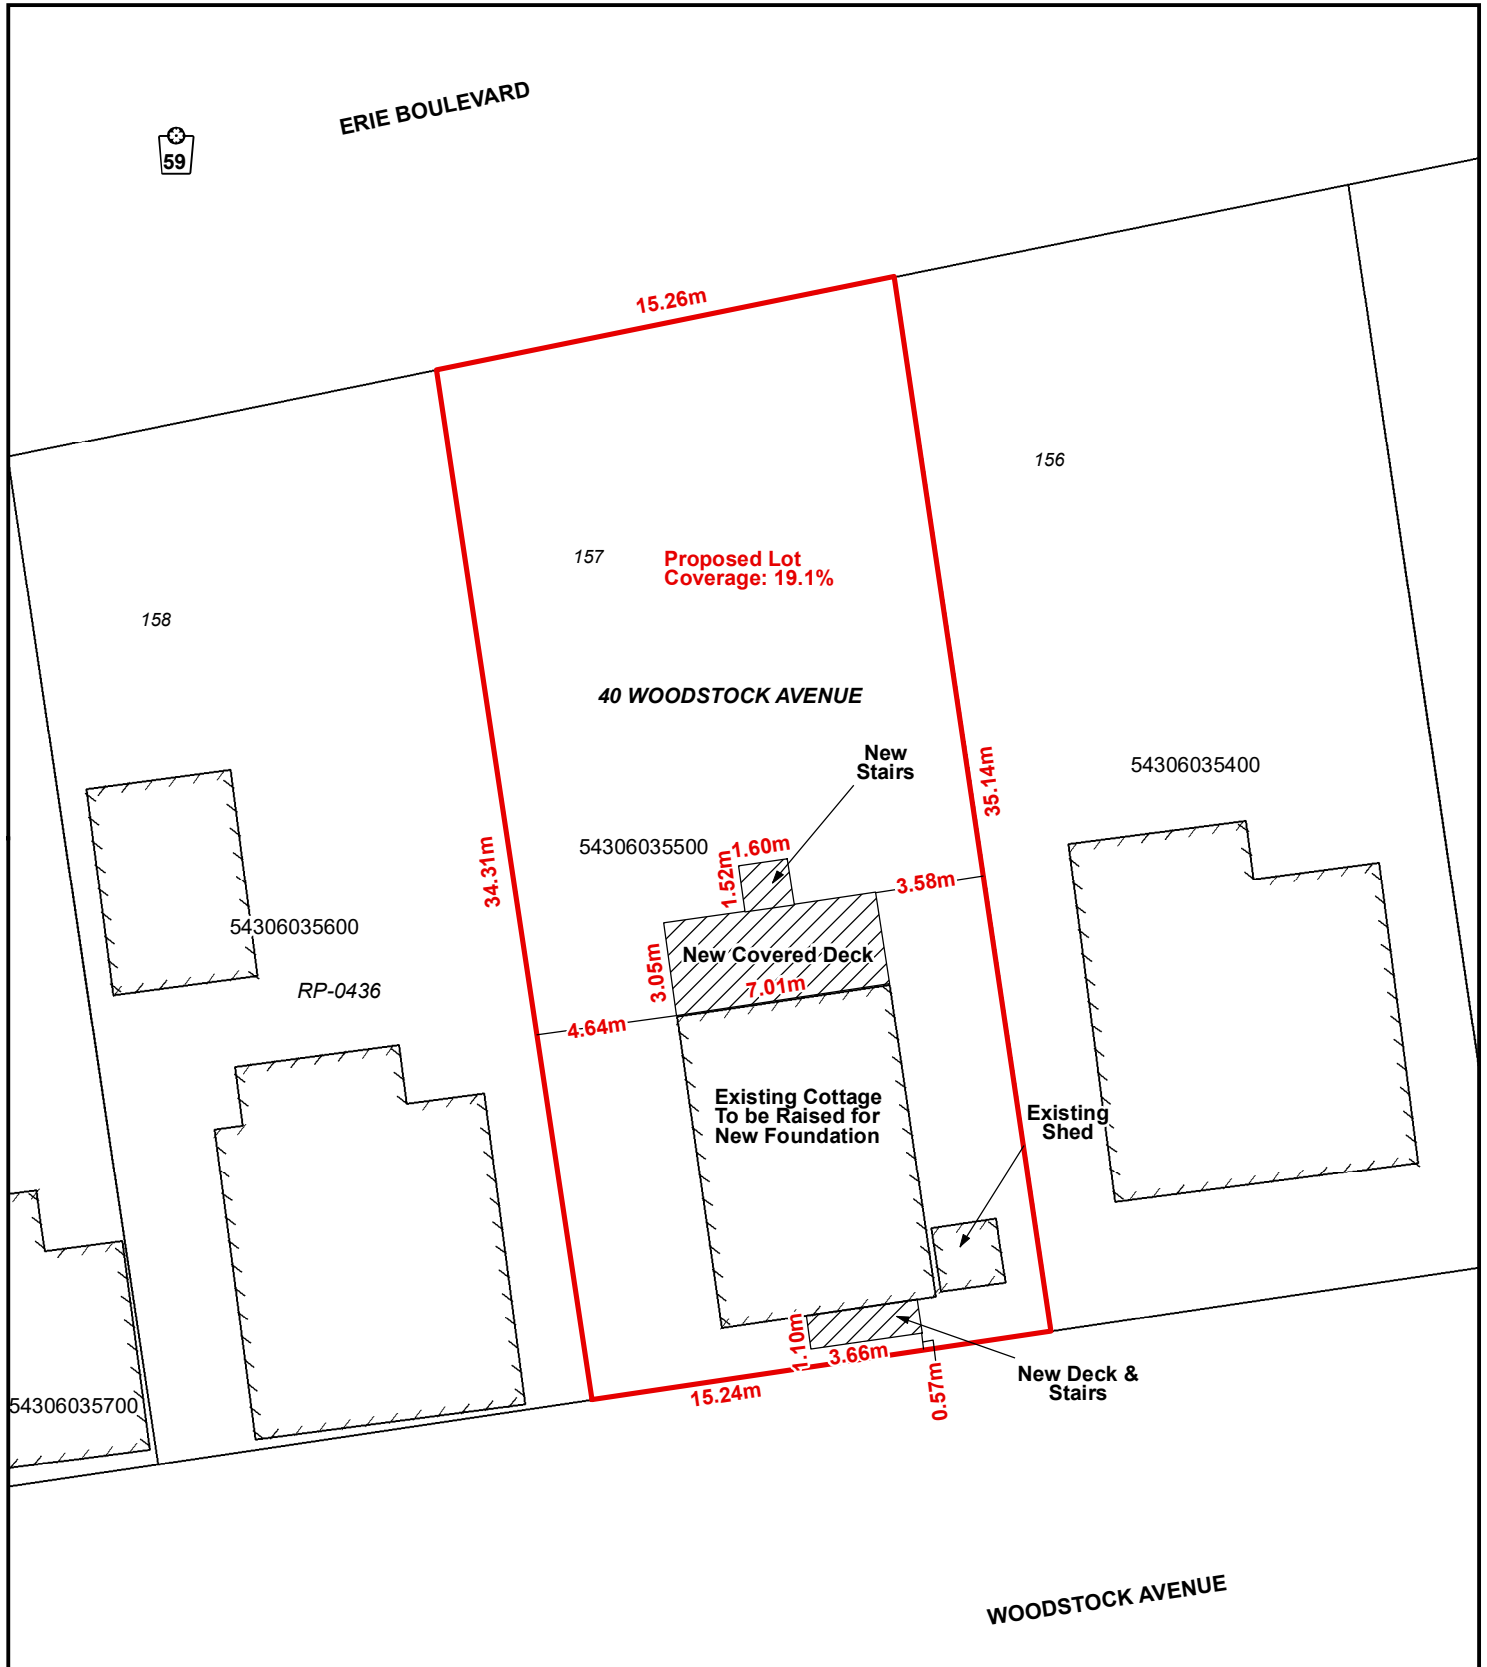 ERIE BOULEVARD
59
15.26m
156
157
Proposed Lot
Coverage: 19.1%
158
40 WOODSTOCK AVENUE
New
Stairs
35.14m
54306035400
54306035500
1.60m
1.52m
34.31m
3.58m
54306035600
New Covered Deck
3.05m
7.01m
RP-0436
4.64m
Existing Cottage
To be Raised for
New Foundation
Existing
Shed
1.10m
3.66m
0.57m
New Deck &
Stairs
15.24m
54306035700
WOODSTOCK AVENUE